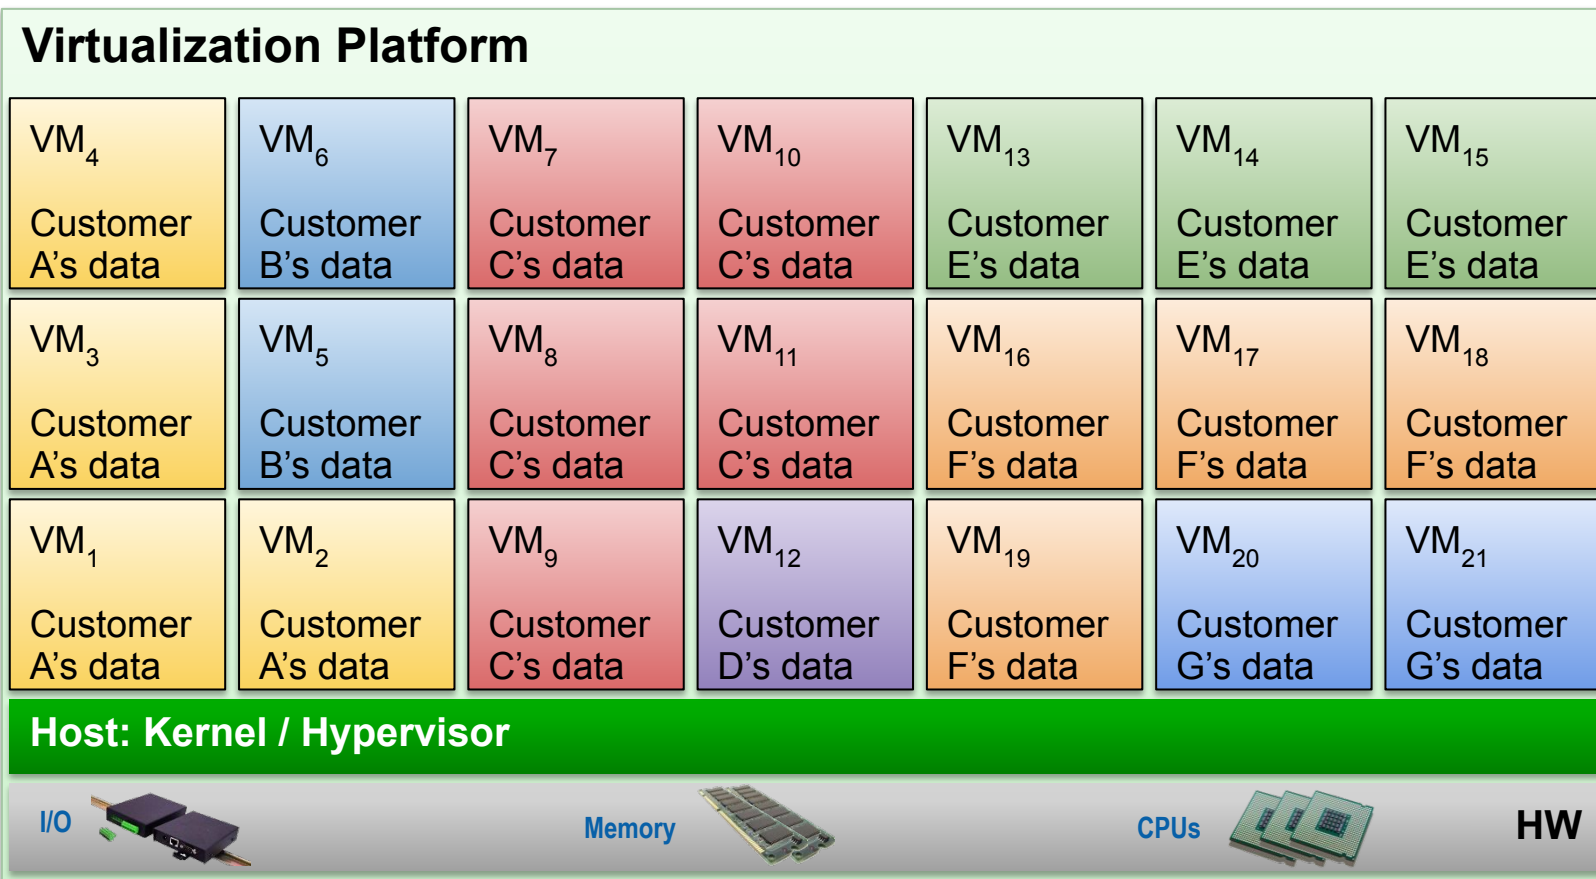 Virtualization Platform
VM4
Customer
A's data
VM6
Customer
B's data
VM7
Customer
C's data
VM10
Customer
C's data
VM13
Customer
E's data
VM14
Customer
E's data
VM15
Customer
E's data
VM3
Customer
A's data
VM5
Customer
B's data
VM8
Customer
C's data
VM11
Customer
C's data
VM16
Customer
F's data
VM17
Customer
F's data
VM18
Customer
F's data
VM1
Customer
A's data
VM2
Customer
A's data
VM9
Customer
C's data
VM12
Customer
D's data
VM19
Customer
F's data
VM20
Customer
G's data
VM21
Customer
G's data
Host: Kernel / Hypervisor
I/O
Memory
CPUs
HW